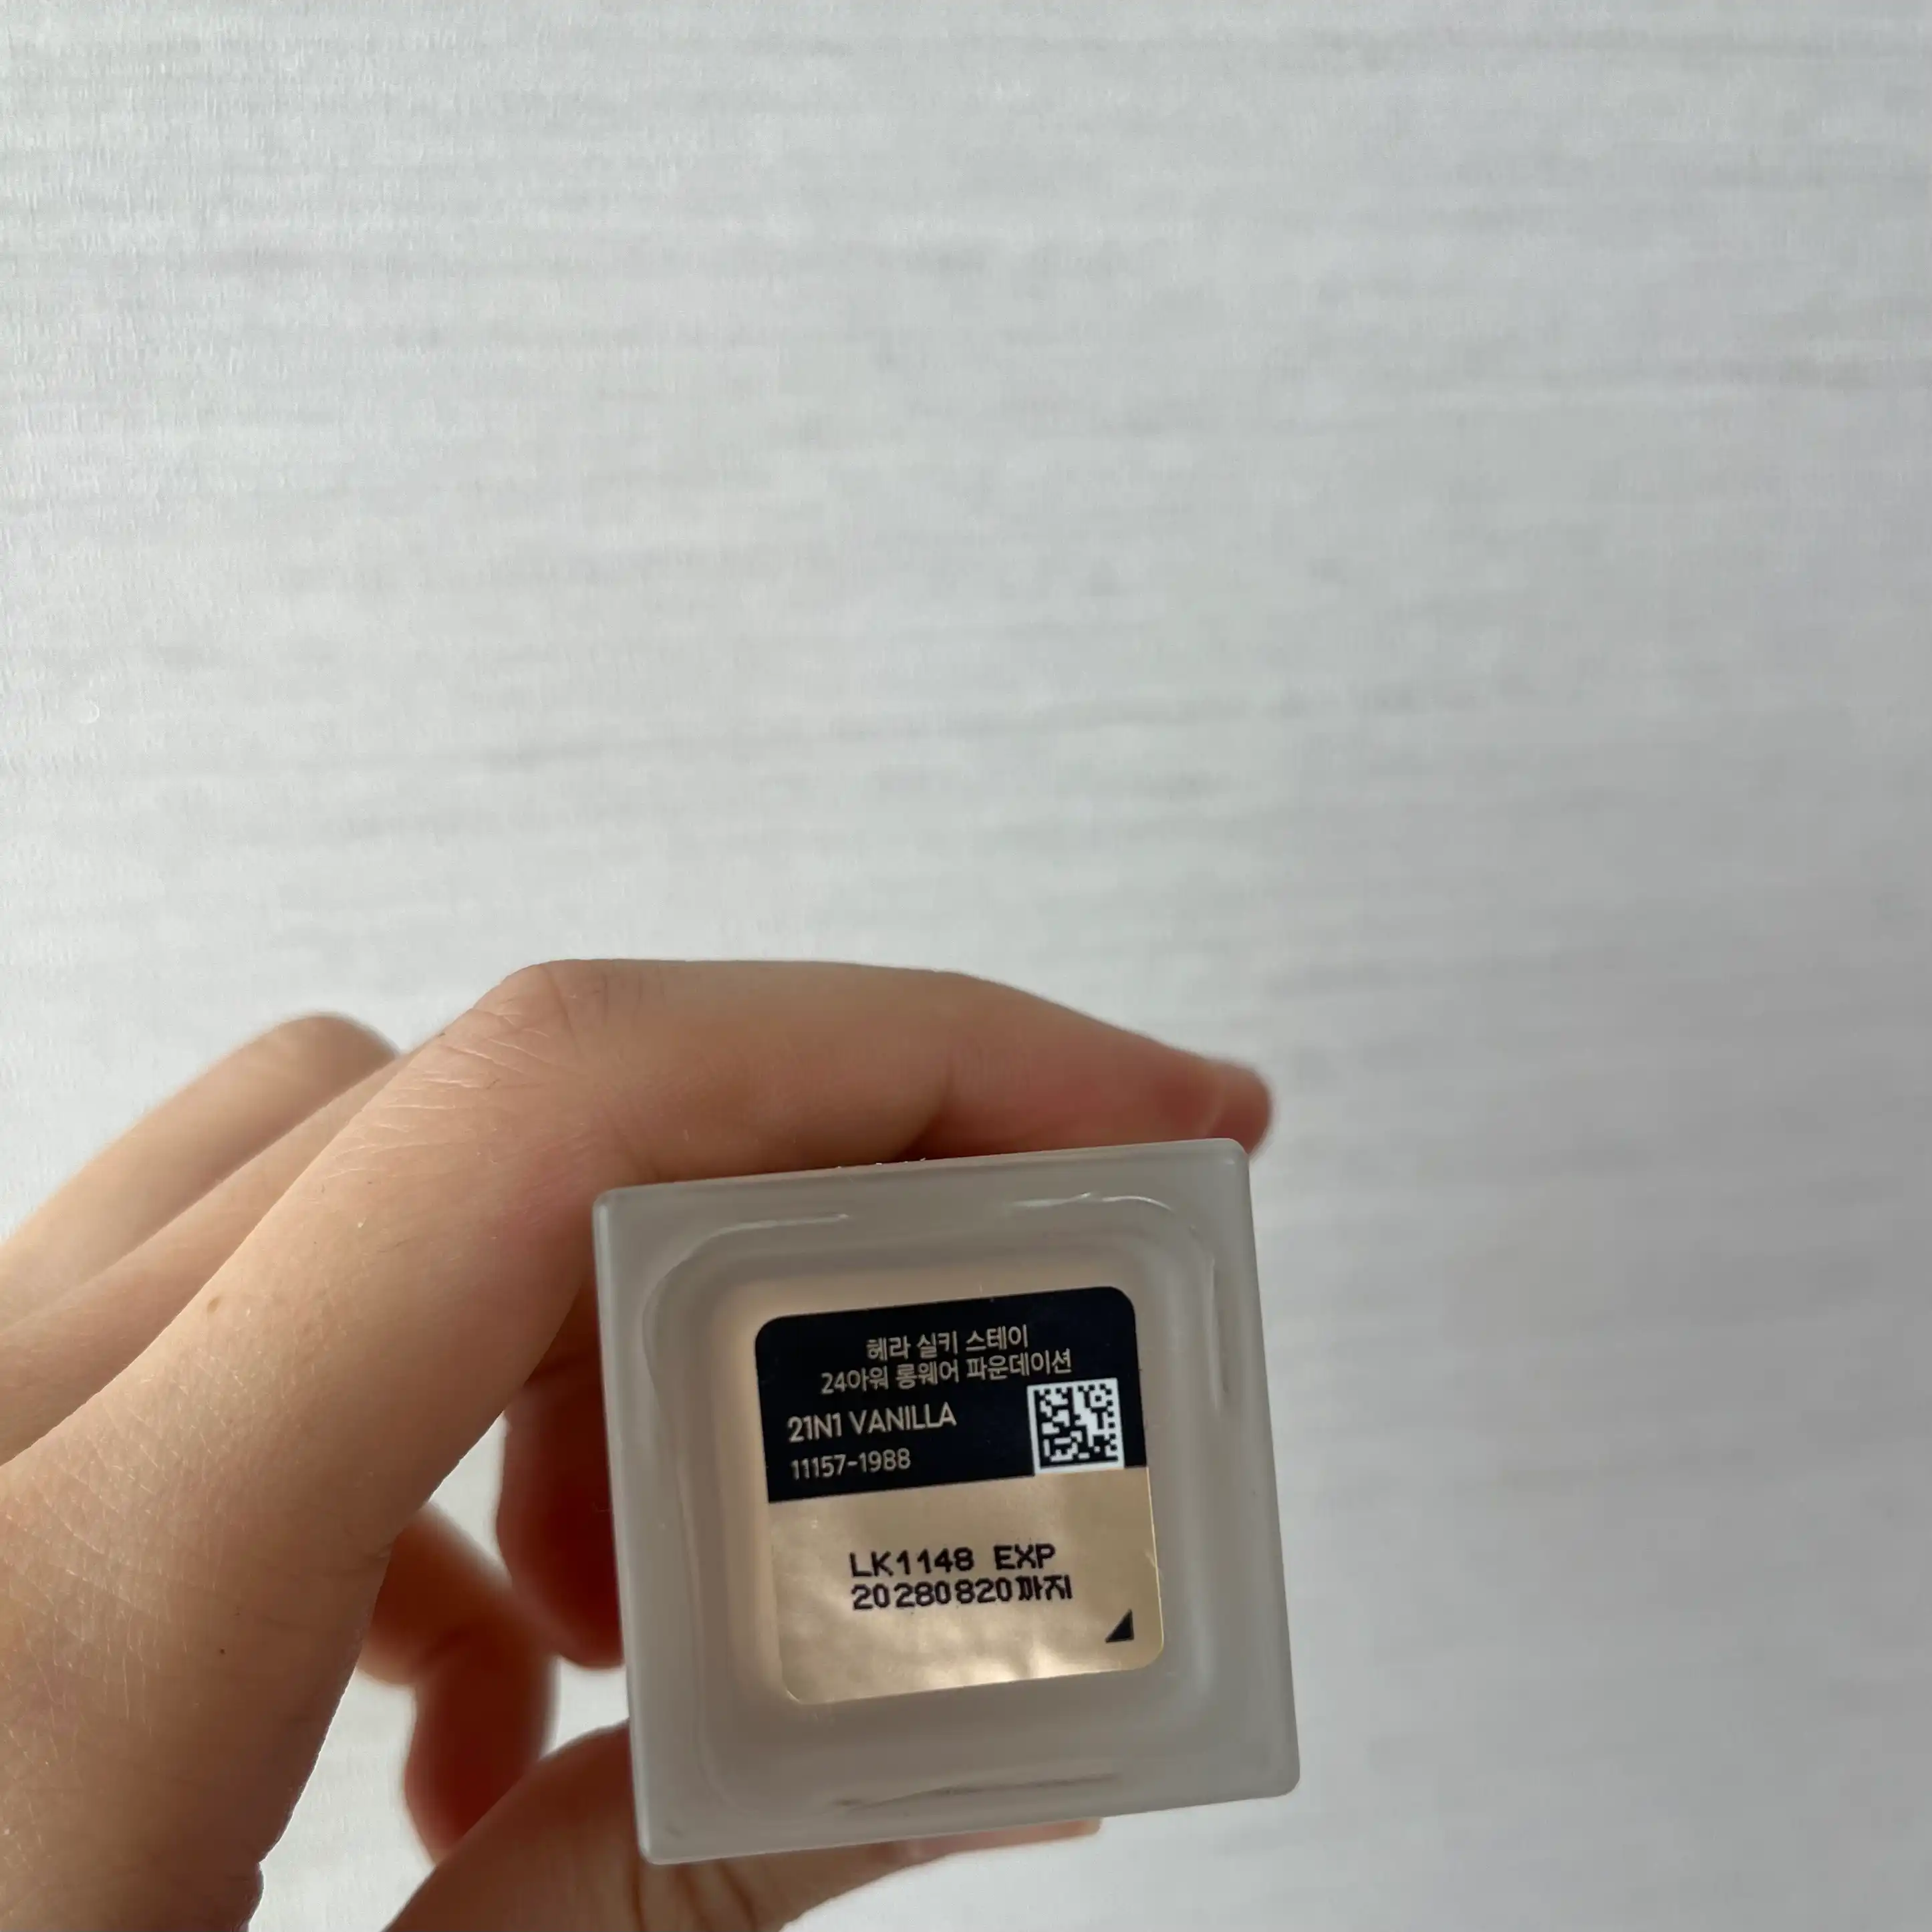 헤라 실키 스테이
24아워 롱웨어 파운데이션
21N1 VANILLA
11157-1988
LK1148 EXP
20280820까지